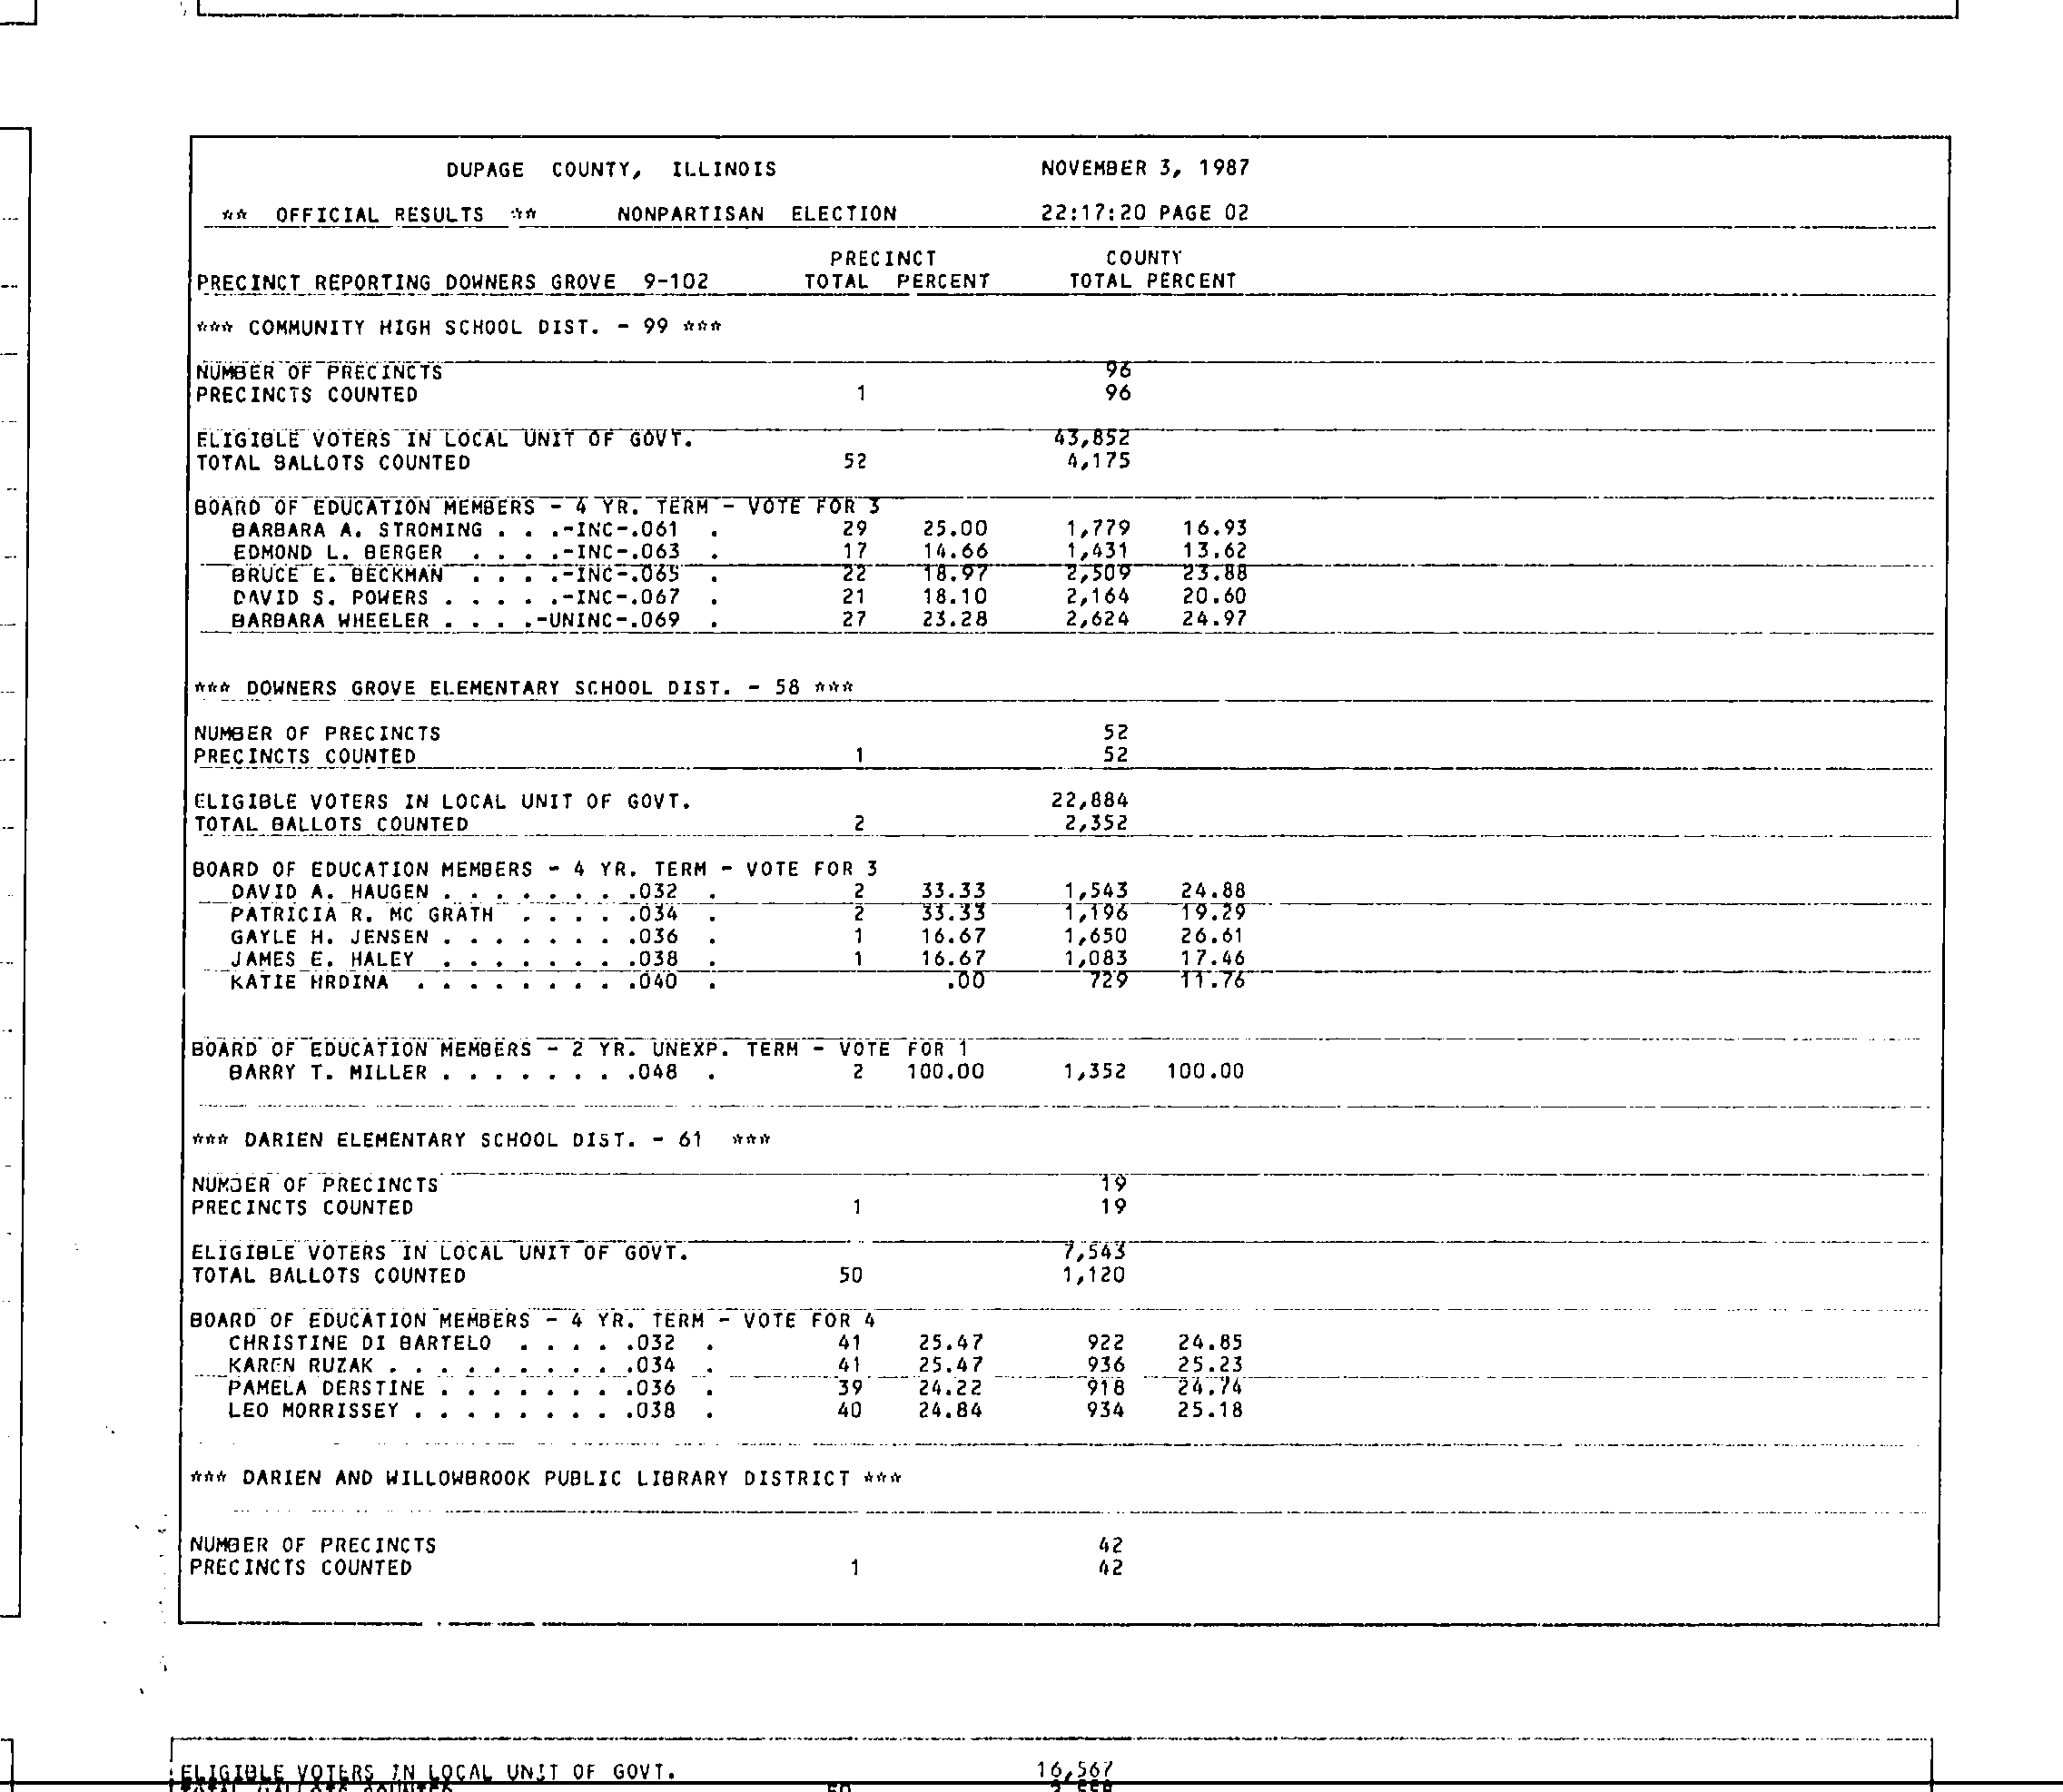 DUPAGE COUNTY, ILLINOIS NOVEMBER 3, 1987
** OFFICIAL RESULTS ** NONPARTISAN ELECTION 22:17:20 PAGE 02
PRECINCT COUNTY
PRECINCT REPORTING DOWNERS GROVE 9-102 TOTAL PERCENT TOTAL PERCENT
*** COMMUNITY HIGH SCHOOL DIST. - 99 ***
NUMBER OF PRECINCTS 96
PRECINCTS COUNTED 1 96
ELIGIBLE VOTERS IN LOCAL UNIT OF GOVT. 43,852
TOTAL BALLOTS COUNTED 52 4,175
BOARD OF EDUCATION MEMBERS - 4 YR. TERM - VOTE FOR 3
BARBARA A. STROMING . . .-INC-.061 . 29 25.00 1,779 16.93
EDMOND L. BERGER . . . .-INC-.063 . 17 14.66 1,431 13.62
BRUCE E. BECKMAN . . . .-INC-.065 . 22 18.97 2,509 23.88
DAVID S. POWERS . . . . .-INC-.067 . 21 18.10 2,164 20.60
BARBARA WHEELER . . . .-UNINC-.069 . 27 23.28 2,624 24.97
*** DOWNERS GROVE ELEMENTARY SCHOOL DIST. - 58 ***
NUMBER OF PRECINCTS 52
PRECINCTS COUNTED 1 52
ELIGIBLE VOTERS IN LOCAL UNIT OF GOVT. 22,884
TOTAL BALLOTS COUNTED 2 2,352
BOARD OF EDUCATION MEMBERS - 4 YR. TERM - VOTE FOR 3
DAVID A. HAUGEN . . . . . . . .032 . 2 33.33 1,543 24.88
PATRICIA R. MC GRATH . . . . .034 . 2 33.33 1,196 19.29
GAYLE H. JENSEN . . . . . . . .036 . 1 16.67 1,650 26.61
JAMES E. HALEY . . . . . . . .038 . 1 16.67 1,083 17.46
KATIE HRDINA . . . . . . . . .040 . .00 729 11.76
BOARD OF EDUCATION MEMBERS - 2 YR. UNEXP. TERM - VOTE FOR 1
BARRY T. MILLER . . . . . . . .048 . 2 100.00 1,352 100.00
*** DARIEN ELEMENTARY SCHOOL DIST. - 61 ***
NUMBER OF PRECINCTS 19
PRECINCTS COUNTED 1 19
ELIGIBLE VOTERS IN LOCAL UNIT OF GOVT. 7,543
TOTAL BALLOTS COUNTED 50 1,120
BOARD OF EDUCATION MEMBERS - 4 YR. TERM - VOTE FOR 4
CHRISTINE DI BARTELO . . . . .032 . 41 25.47 922 24.85
KAREN RUZAK . . . . . . . . . .034 . 41 25.47 936 25.23
PAMELA DERSTINE . . . . . . . .036 . 39 24.22 918 24.74
LEO MORRISSEY . . . . . . . . .038 . 40 24.84 934 25.18
*** DARIEN AND WILLOWBROOK PUBLIC LIBRARY DISTRICT ***
NUMBER OF PRECINCTS 42
PRECINCTS COUNTED 1 42
ELIGIBLE VOTERS IN LOCAL UNIT OF GOVT. 16,567